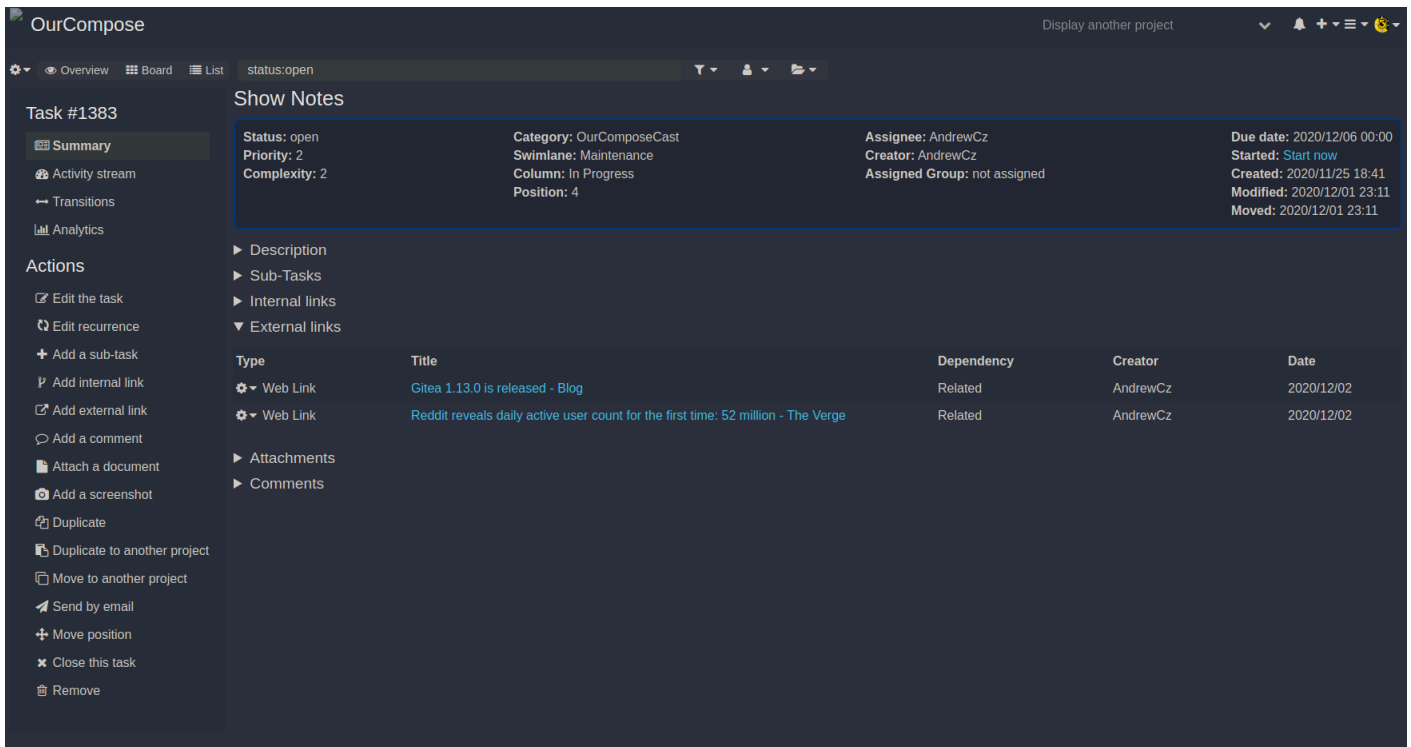 OurCompose
Display another project
Overview Board List status:open
Task #1383
Summary
Activity stream
Transitions
Analytics
Actions
Edit the task
Edit recurrence
Add a sub-task
Add internal link
Add external link
Add a comment
Attach a document
Add a screenshot
Duplicate
Duplicate to another project
Move to another project
Send by email
Move position
Close this task
Remove
Show Notes
Status: open
Priority: 2
Complexity: 2
Category: OurComposeCast
Swimlane: Maintenance
Column: In Progress
Position: 4
Assignee: AndrewCz
Creator: AndrewCz
Assigned Group: not assigned
Due date: 2020/12/06 00:00
Started: Start now
Created: 2020/11/25 18:41
Modified: 2020/12/01 23:11
Moved: 2020/12/01 23:11
Description
Sub-Tasks
Internal links
External links
Type Title Dependency Creator Date
Web Link Gitea 1.13.0 is released - Blog Related AndrewCz 2020/12/02
Web Link Reddit reveals daily active user count for the first time: 52 million - The Verge Related AndrewCz 2020/12/02
Attachments
Comments